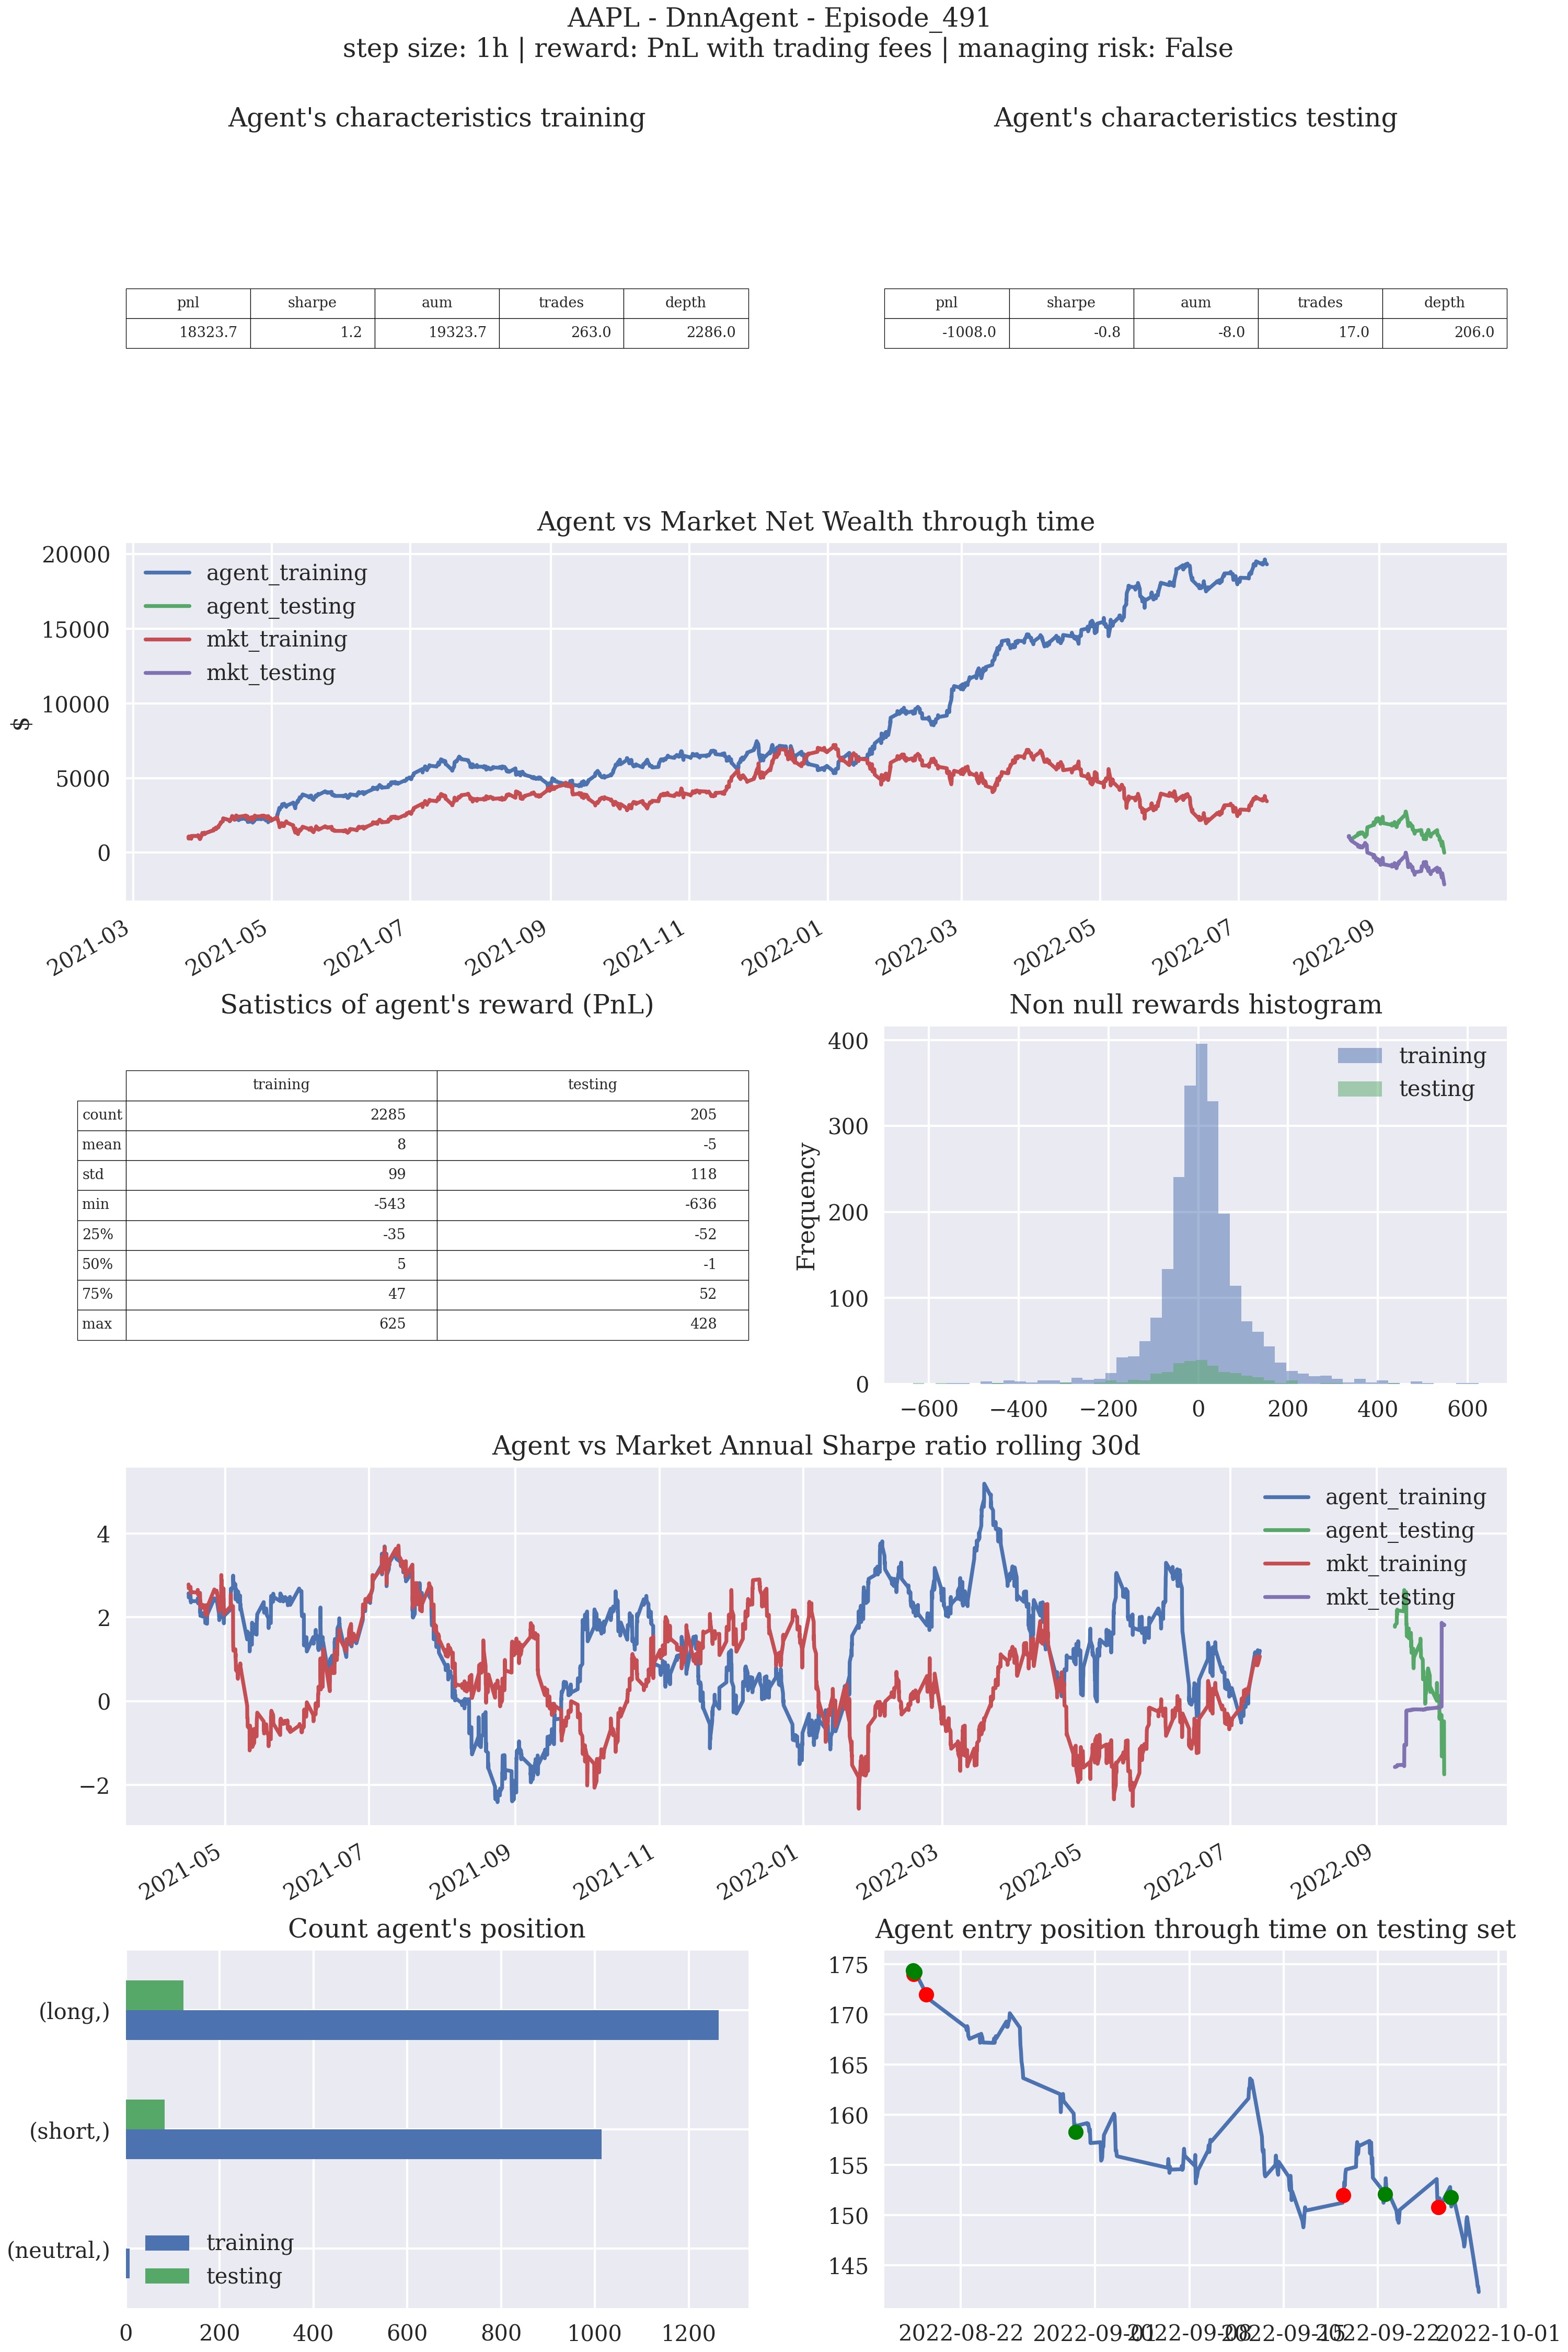 AAPL - DnnAgent - Episode_491
step size: 1h | reward: PnL with trading fees | managing risk: False
Agent's characteristics training
pnl sharpe aum trades depth
18323.7 1.2 19323.7 263.0 2286.0
Agent's characteristics testing
pnl sharpe aum trades depth
-1008.0 -0.8 -8.0 17.0 206.0
Agent vs Market Net Wealth through time
$
20000
15000
10000
5000
0
agent_training
agent_testing
mkt_training
mkt_testing
2021-03 2021-05 2021-07 2021-09 2021-11 2022-01 2022-03 2022-05 2022-07 2022-09
Satistics of agent's reward (PnL)
training testing
count 2285 205
mean 8 -5
std 99 118
min -543 -636
25% -35 -52
50% 5 -1
75% 47 52
max 625 428
Non null rewards histogram
Frequency
400
300
200
100
0
training
testing
−600 −400 −200 0 200 400 600
Agent vs Market Annual Sharpe ratio rolling 30d
4
2
0
−2
agent_training
agent_testing
mkt_training
mkt_testing
2021-05 2021-07 2021-09 2021-11 2022-01 2022-03 2022-05 2022-07 2022-09
Count agent's position
(long,)
(short,)
(neutral,)
training
testing
0 200 400 600 800 1000 1200
Agent entry position through time on testing set
175
170
165
160
155
150
145
2022-08-22 2022-09-01 2022-09-08 2022-09-15 2022-09-22 2022-10-01